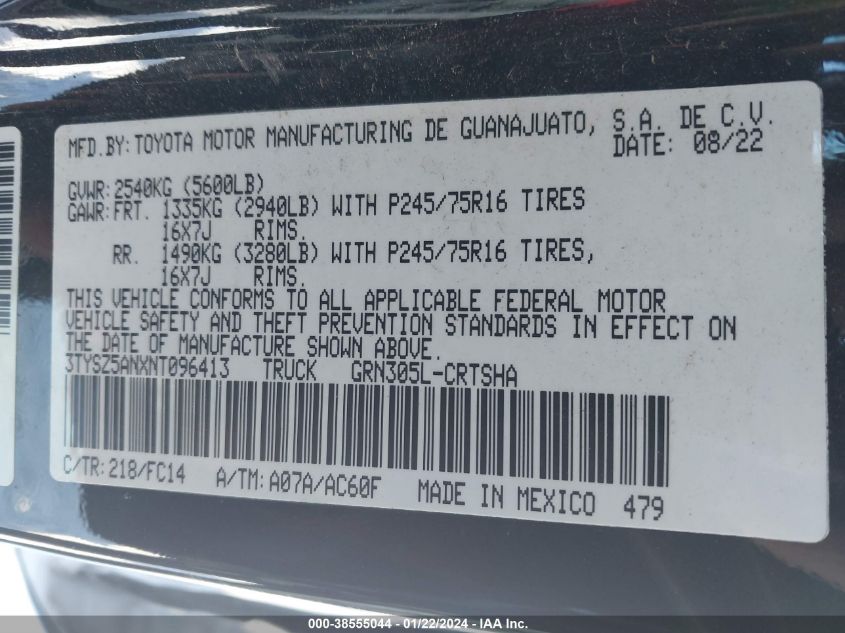 MFD.BY: TOYOTA MOTOR MANUFACTURING DE GUANAJUATO, S.A. DE C.V.
DATE: 08/22
GVWR: 2540KG (5600LB)
GAWR: FRT. 1335KG (2940LB) WITH P245/75R16 TIRES
16X7J RIMS.
RR. 1490KG (3280LB) WITH P245/75R16 TIRES,
16X7J RIMS.
THIS VEHICLE CONFORMS TO ALL APPLICABLE FEDERAL MOTOR
VEHICLE SAFETY AND THEFT PREVENTION STANDARDS IN EFFECT ON
THE DATE OF MANUFACTURE SHOWN ABOVE.
3TYSZ5ANXNT096413 TRUCK GRN305L-CRTSHA
C/TR: 218/FC14 A/TM: A07A/AC60F MADE IN MEXICO 479
000-38555044 - 01/22/2024 - IAA Inc.